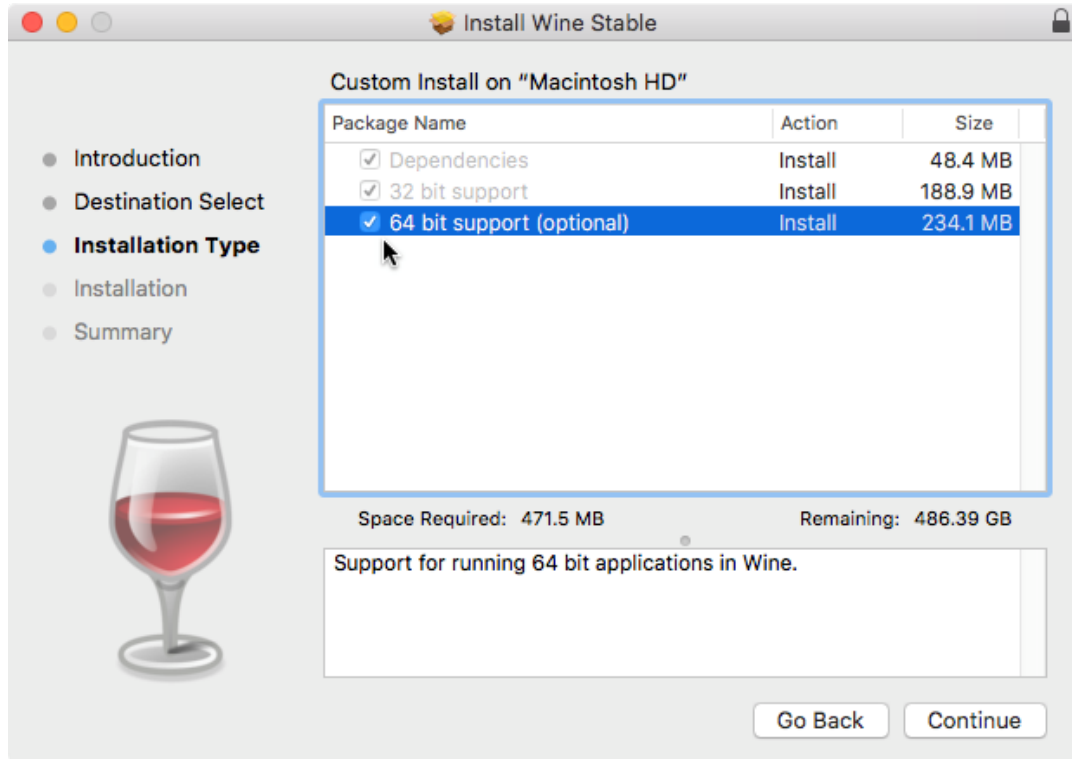 Install Wine Stable
Custom Install on “Macintosh HD”
Package Name Action Size
Dependencies Install 48.4 MB
32 bit support Install 188.9 MB
64 bit support (optional) Install 234.1 MB
Introduction
Destination Select
Installation Type
Installation
Summary
Space Required: 471.5 MB Remaining: 486.39 GB
Support for running 64 bit applications in Wine.
Go Back Continue